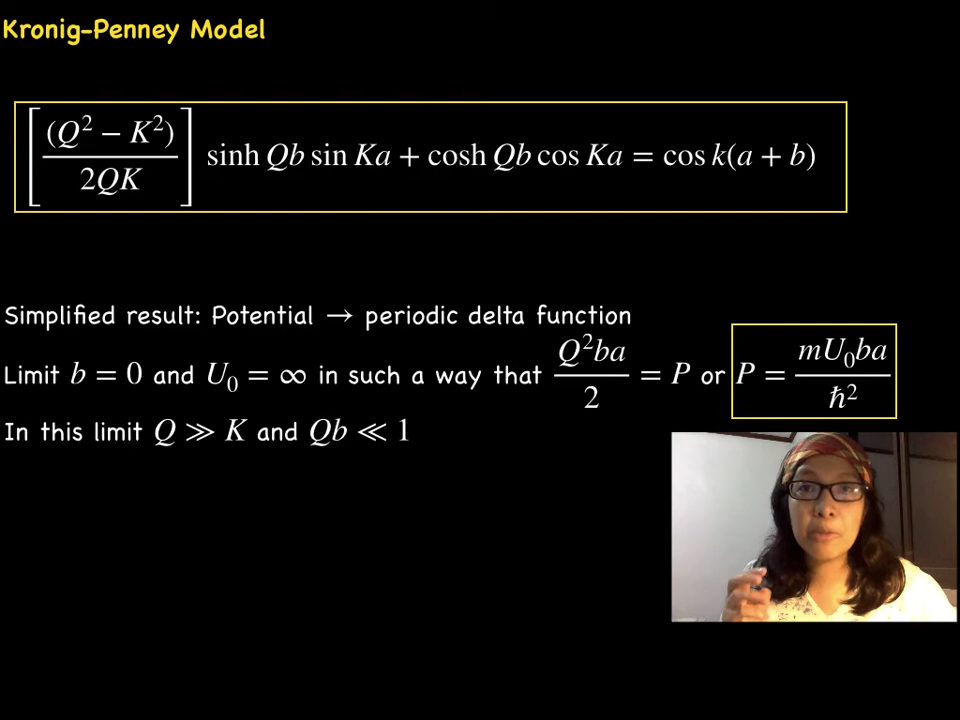 Kronig-Penney Model
[(Q² − K²) / 2QK] sinh Qb sin Ka + cosh Qb cos Ka = cos k(a + b)
Simplified result: Potential → periodic delta function
Limit b = 0 and U₀ = ∞ in such a way that Q²ba / 2 = P or P = mU₀ba / ℏ²
In this limit Q ≫ K and Qb ≪ 1